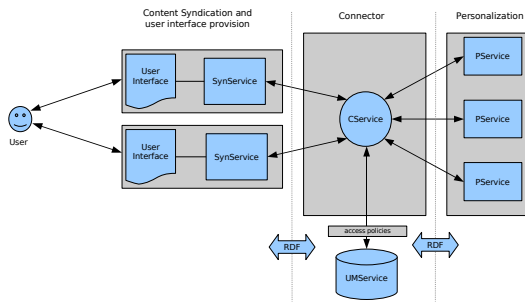 Content Syndication and
user interface provision
Connector
Personalization
User
Interface
SynService
PService
User
CService
PService
User
Interface
SynService
PService
access policies
RDF
RDF
UMService